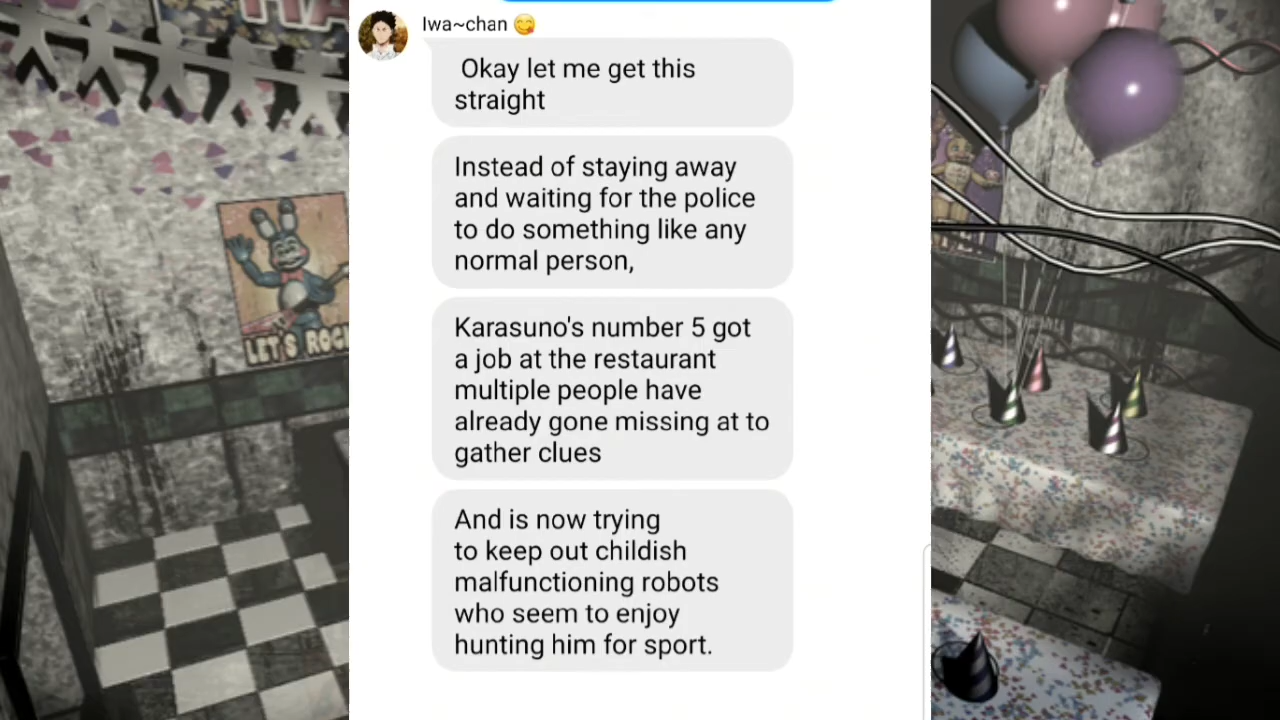 HA
Iwa~chan 😋
Okay let me get this
straight
Instead of staying away
and waiting for the police
to do something like any
normal person,
Karasuno's number 5 got
a job at the restaurant
multiple people have
already gone missing at to
gather clues
And is now trying
to keep out childish
malfunctioning robots
who seem to enjoy
hunting him for sport.
LET'S ROCK